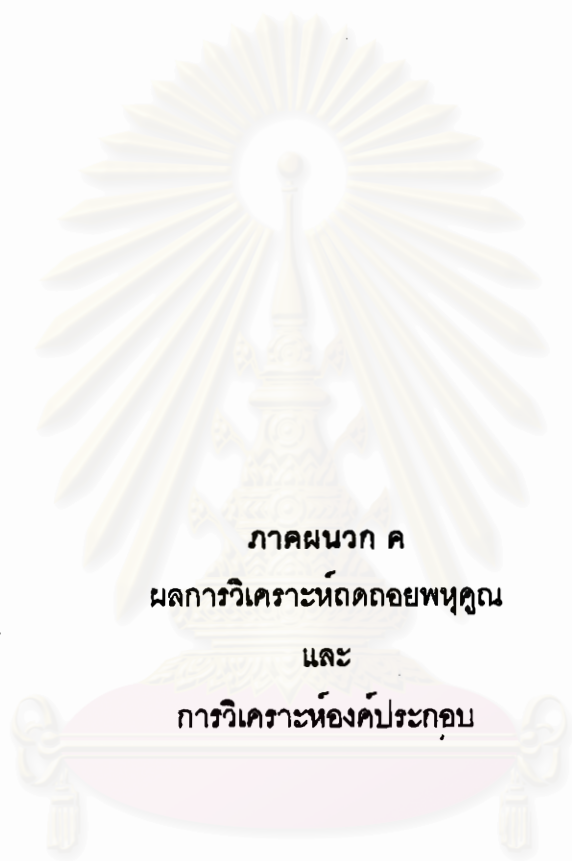 ภาคผนวก ค
ผลการวิเคราะห์ถดถอยพหุคูณ
และ
การวิเคราะห์องค์ประกอบ